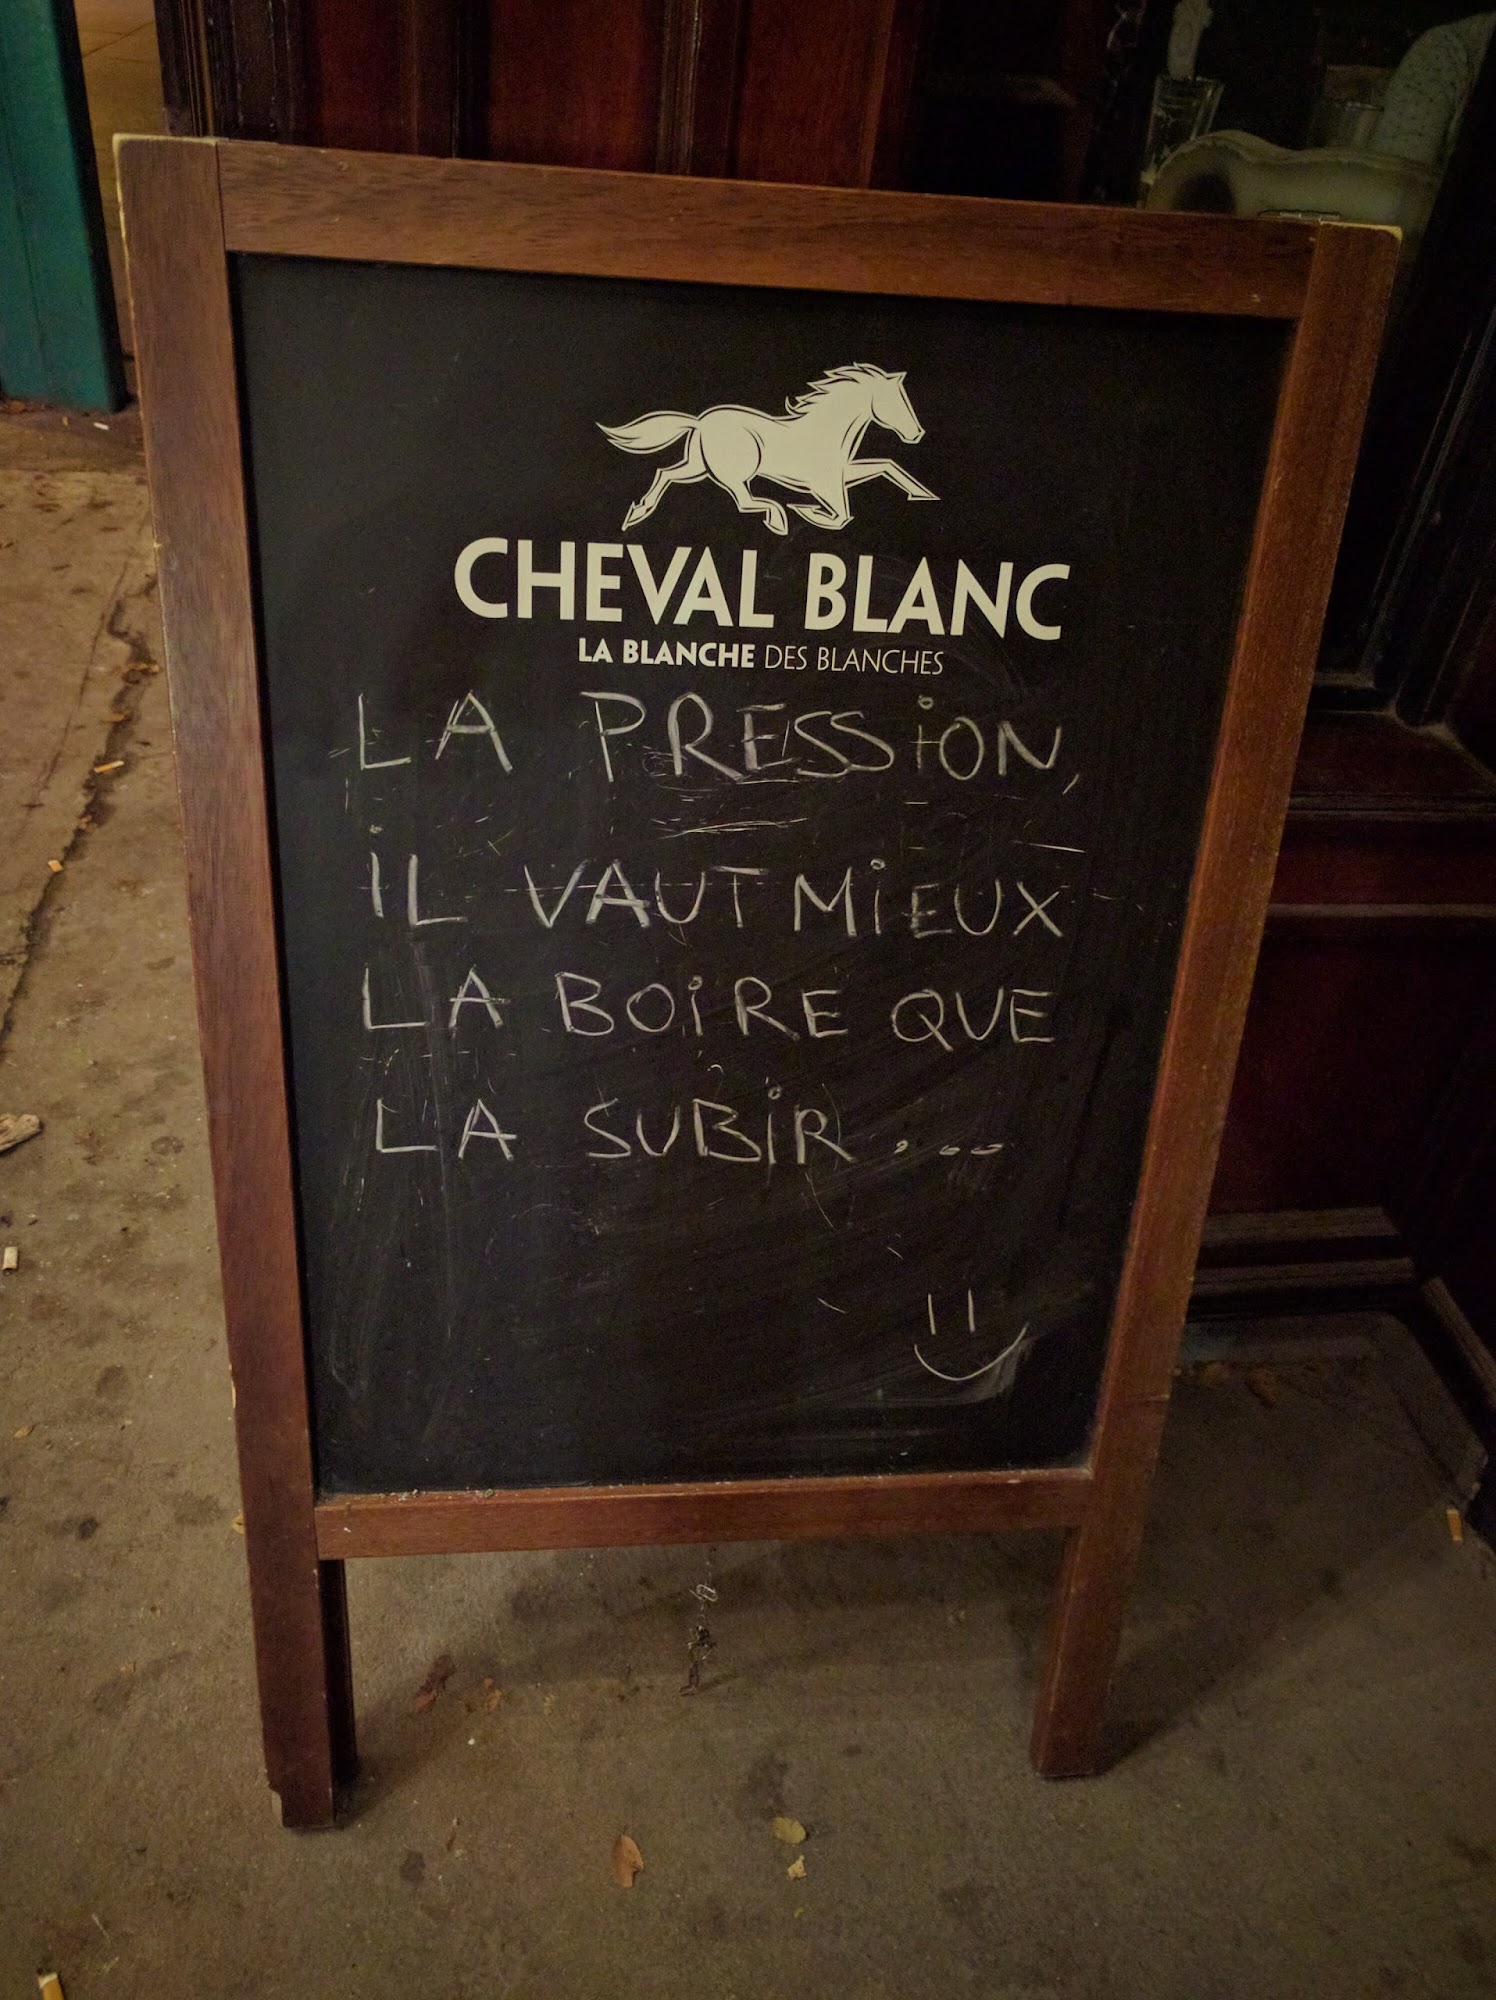 CHEVAL BLANC
LA BLANCHE DES BLANCHES
LA PRESSiON,
iL VAUT MiEUX
LA BOiRE QUE
LA SUBiR....